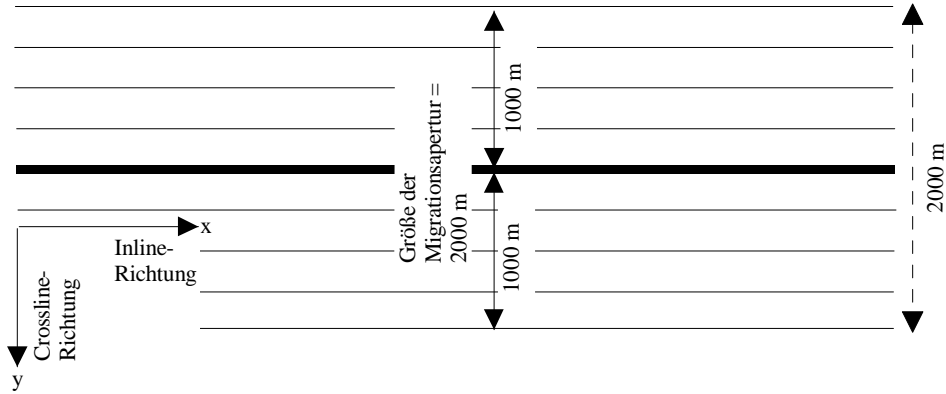 1000 m
Größe der
Migrationsapertur =
2000 m
1000 m
2000 m
x
Inline-
Richtung
Crossline-
Richtung
y